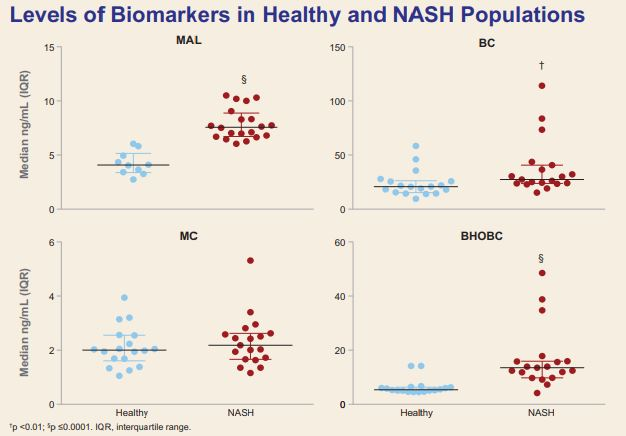 Levels of Biomarkers in Healthy and NASH Populations
MAL
Median ng/mL (IQR)
15
10
5
0
§
BC
150
100
50
0
†
MC
Median ng/mL (IQR)
6
4
2
0
Healthy
NASH
BHOBC
60
40
20
0
§
Healthy
NASH
†p <0.01; §p ≤0.0001. IQR, interquartile range.